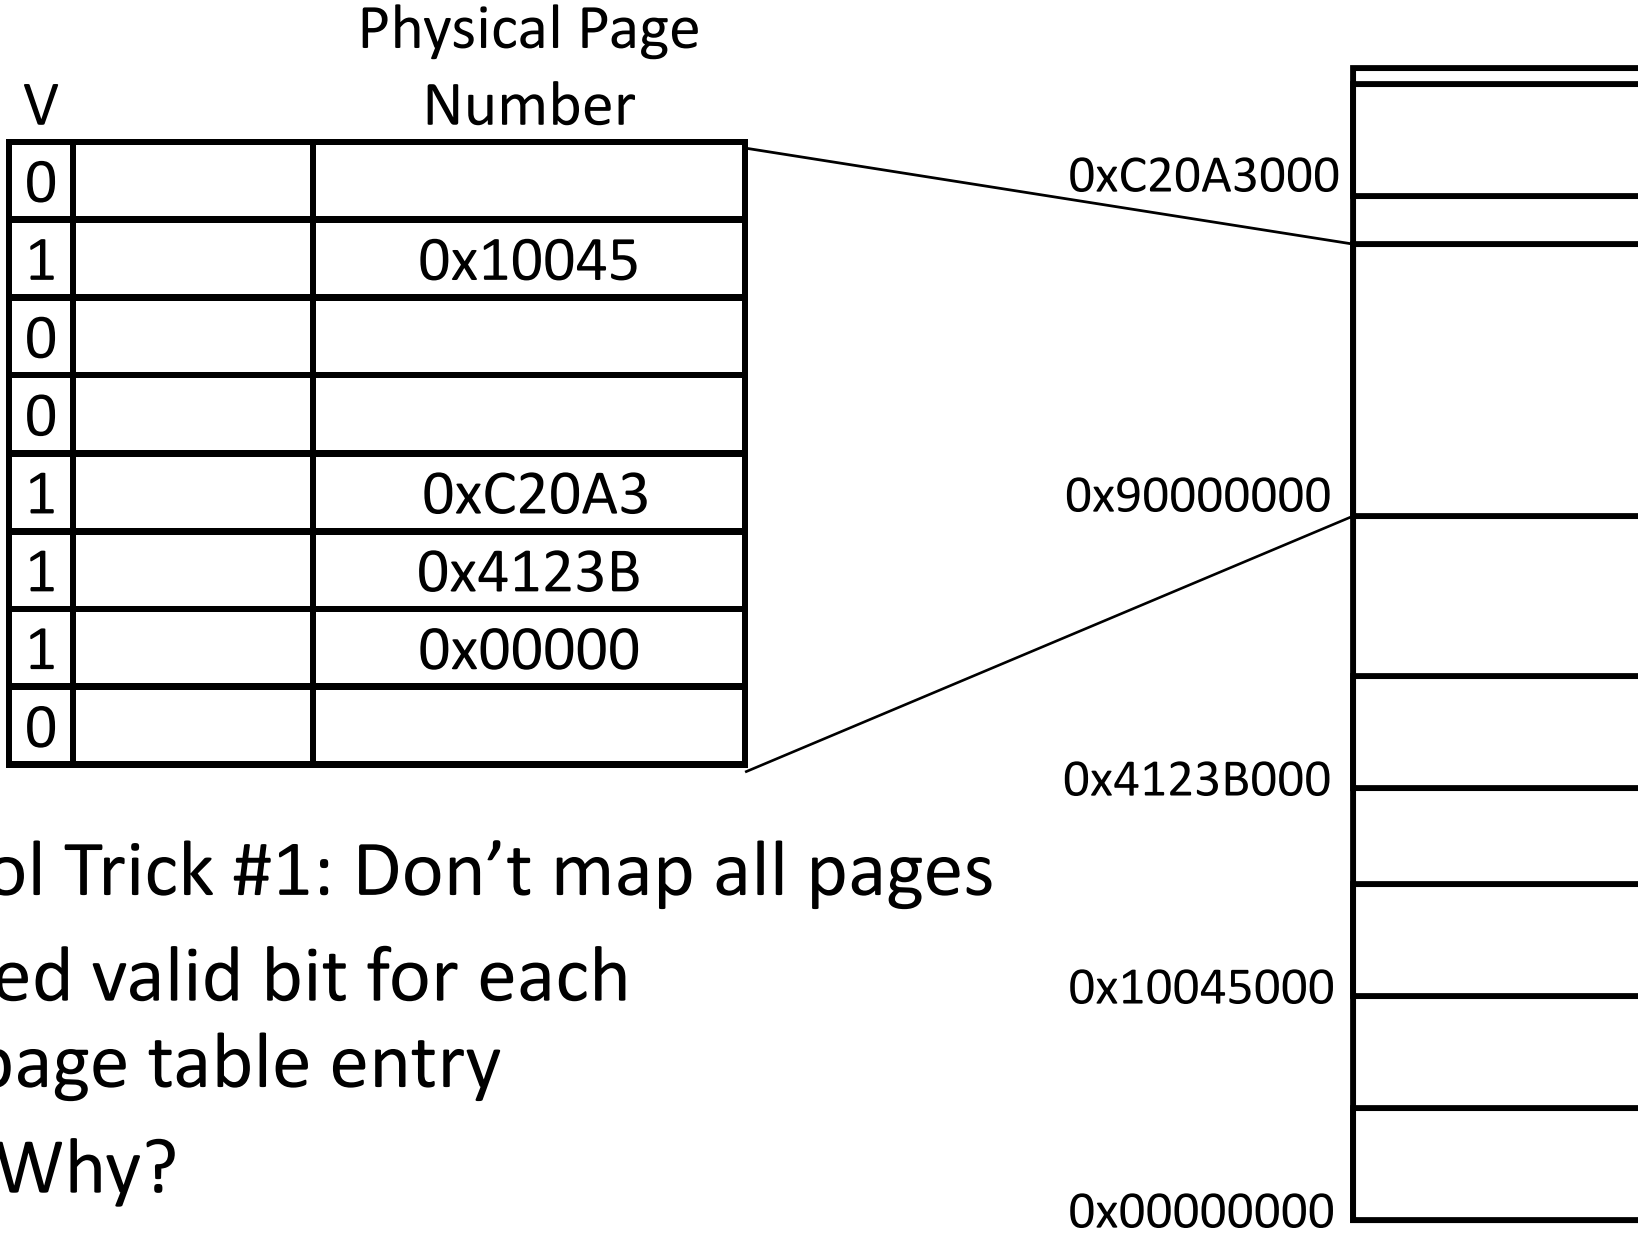 Physical Page
V Number
0
1 0x10045
0
0
1 0xC20A3
1 0x4123B
1 0x00000
0
0xC20A3000
0x90000000
0x4123B000
0x10045000
0x00000000
ol Trick #1: Don’t map all pages
ed valid bit for each
page table entry
Why?